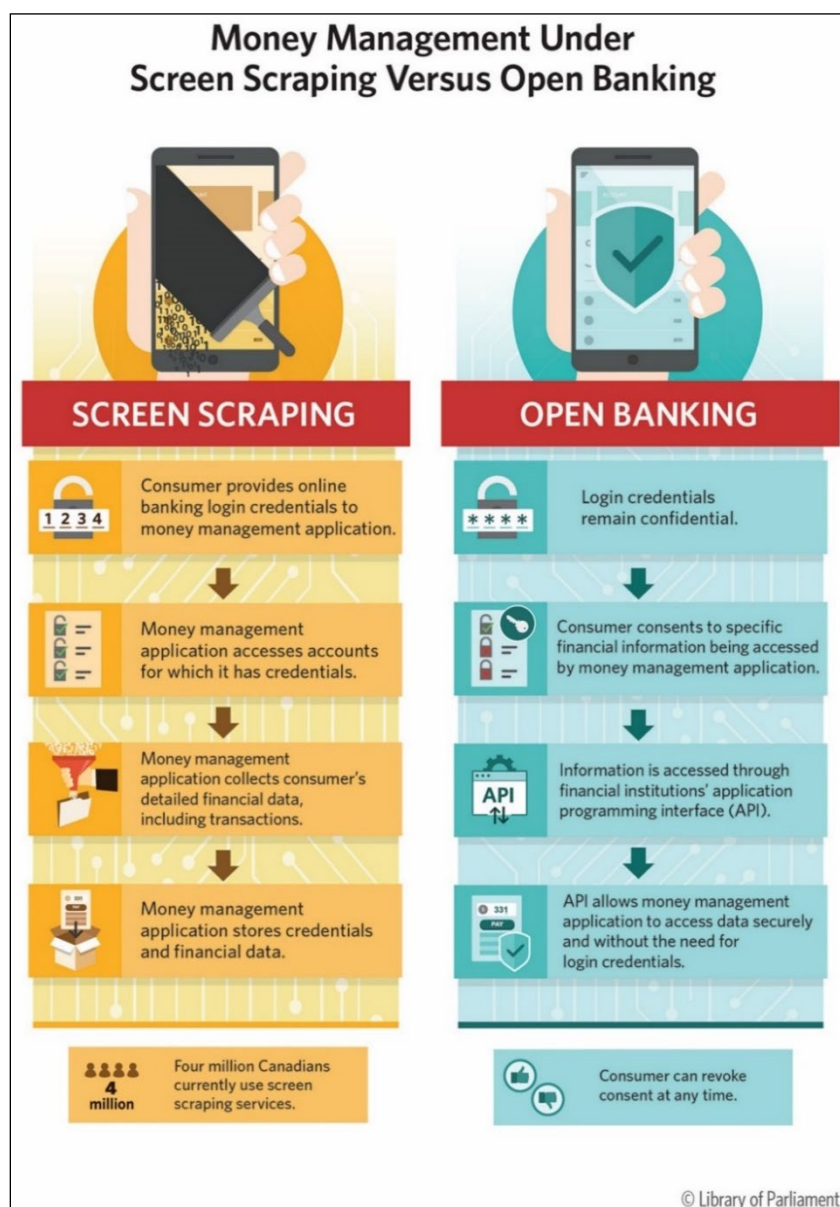 Money Management Under
Screen Scraping Versus Open Banking
SCREEN SCRAPING
1 2 3 4
Consumer provides online
banking login credentials to
money management application.
Money management
application accesses accounts
for which it has credentials.
Money management
application collects consumer's
detailed financial data,
including transactions.
331
PAY
Money management
application stores credentials
and financial data.
4
million
Four million Canadians
currently use screen
scraping services.
OPEN BANKING
* * * *
Login credentials
remain confidential.
Consumer consents to specific
financial information being accessed
by money management application.
API
Information is accessed through
financial institutions' application
programming interface (API).
331
PAY
API allows money management
application to access data securely
and without the need for
login credentials.
Consumer can revoke
consent at any time.
© Library of Parliament